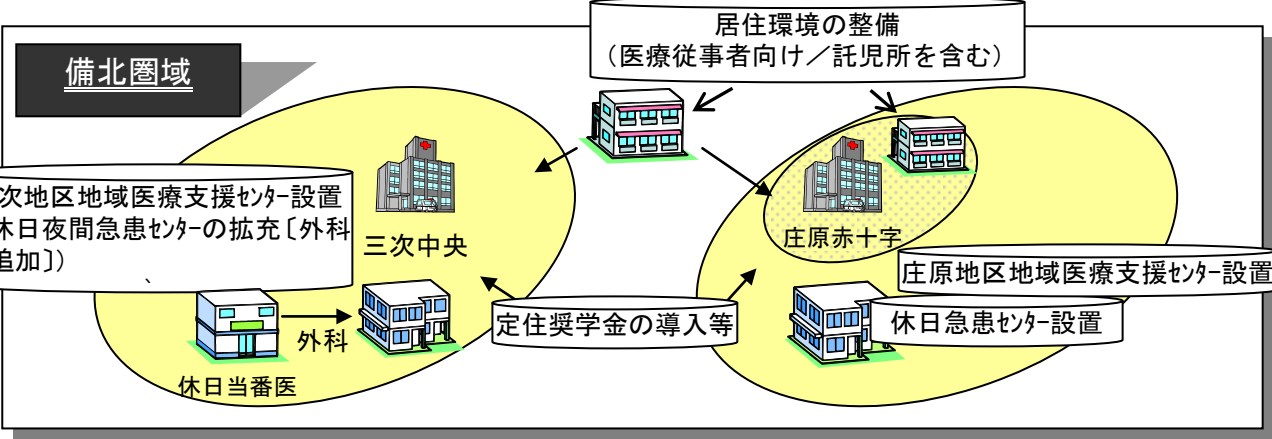 居住環境の整備
（医療従事者向け／託児所を含む）
備北圏域
次地区地域医療支援ｾﾝﾀｰ設置
休日夜間急患ｾﾝﾀｰの拡充〔外科
追加〕）
、
三次中央
庄原赤十字
庄原地区地域医療支援ｾﾝﾀｰ設置
定住奨学金の導入等
休日急患ｾﾝﾀｰ設置
外科
休日当番医